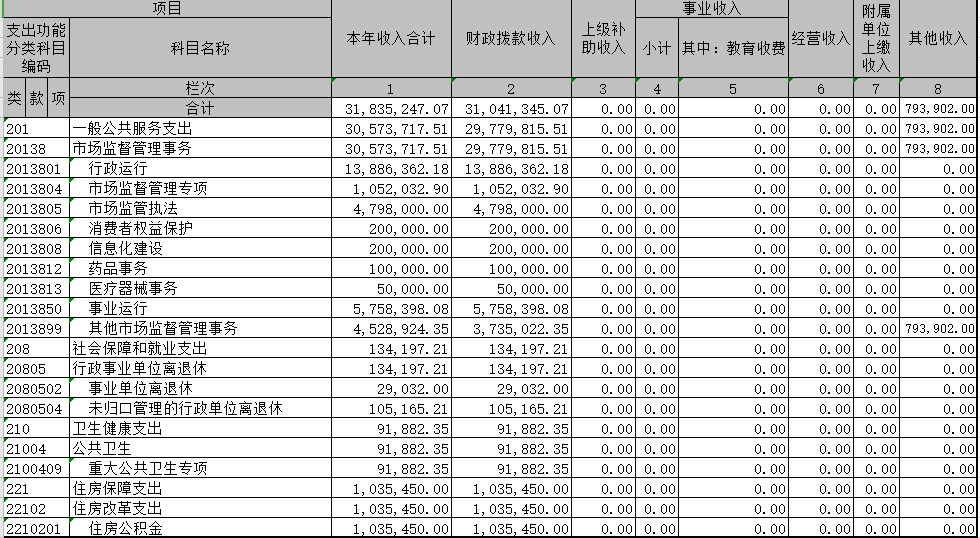 项目 本年收入合计 财政拨款收入 上级补助收入 事业收入 经营收入 附属单位上缴收入 其他收入
支出功能分类科目编码 科目名称 小计 其中：教育收费
类 款 项 栏次 1 2 3 4 5 6 7 8
合计 31,835,247.07 31,041,345.07 0.00 0.00 0.00 0.00 0.00 793,902.00
201 一般公共服务支出 30,573,717.51 29,779,815.51 0.00 0.00 0.00 0.00 0.00 793,902.00
20138 市场监督管理事务 30,573,717.51 29,779,815.51 0.00 0.00 0.00 0.00 0.00 793,902.00
2013801 行政运行 13,886,362.18 13,886,362.18 0.00 0.00 0.00 0.00 0.00 0.00
2013804 市场监督管理专项 1,052,032.90 1,052,032.90 0.00 0.00 0.00 0.00 0.00 0.00
2013805 市场监管执法 4,798,000.00 4,798,000.00 0.00 0.00 0.00 0.00 0.00 0.00
2013806 消费者权益保护 200,000.00 200,000.00 0.00 0.00 0.00 0.00 0.00 0.00
2013808 信息化建设 200,000.00 200,000.00 0.00 0.00 0.00 0.00 0.00 0.00
2013812 药品事务 100,000.00 100,000.00 0.00 0.00 0.00 0.00 0.00 0.00
2013813 医疗器械事务 50,000.00 50,000.00 0.00 0.00 0.00 0.00 0.00 0.00
2013850 事业运行 5,758,398.08 5,758,398.08 0.00 0.00 0.00 0.00 0.00 0.00
2013899 其他市场监督管理事务 4,528,924.35 3,735,022.35 0.00 0.00 0.00 0.00 0.00 793,902.00
208 社会保障和就业支出 134,197.21 134,197.21 0.00 0.00 0.00 0.00 0.00 0.00
20805 行政事业单位离退休 134,197.21 134,197.21 0.00 0.00 0.00 0.00 0.00 0.00
2080502 事业单位离退休 29,032.00 29,032.00 0.00 0.00 0.00 0.00 0.00 0.00
2080504 未归口管理的行政单位离退休 105,165.21 105,165.21 0.00 0.00 0.00 0.00 0.00 0.00
210 卫生健康支出 91,882.35 91,882.35 0.00 0.00 0.00 0.00 0.00 0.00
21004 公共卫生 91,882.35 91,882.35 0.00 0.00 0.00 0.00 0.00 0.00
2100409 重大公共卫生专项 91,882.35 91,882.35 0.00 0.00 0.00 0.00 0.00 0.00
221 住房保障支出 1,035,450.00 1,035,450.00 0.00 0.00 0.00 0.00 0.00 0.00
22102 住房改革支出 1,035,450.00 1,035,450.00 0.00 0.00 0.00 0.00 0.00 0.00
2210201 住房公积金 1,035,450.00 1,035,450.00 0.00 0.00 0.00 0.00 0.00 0.00